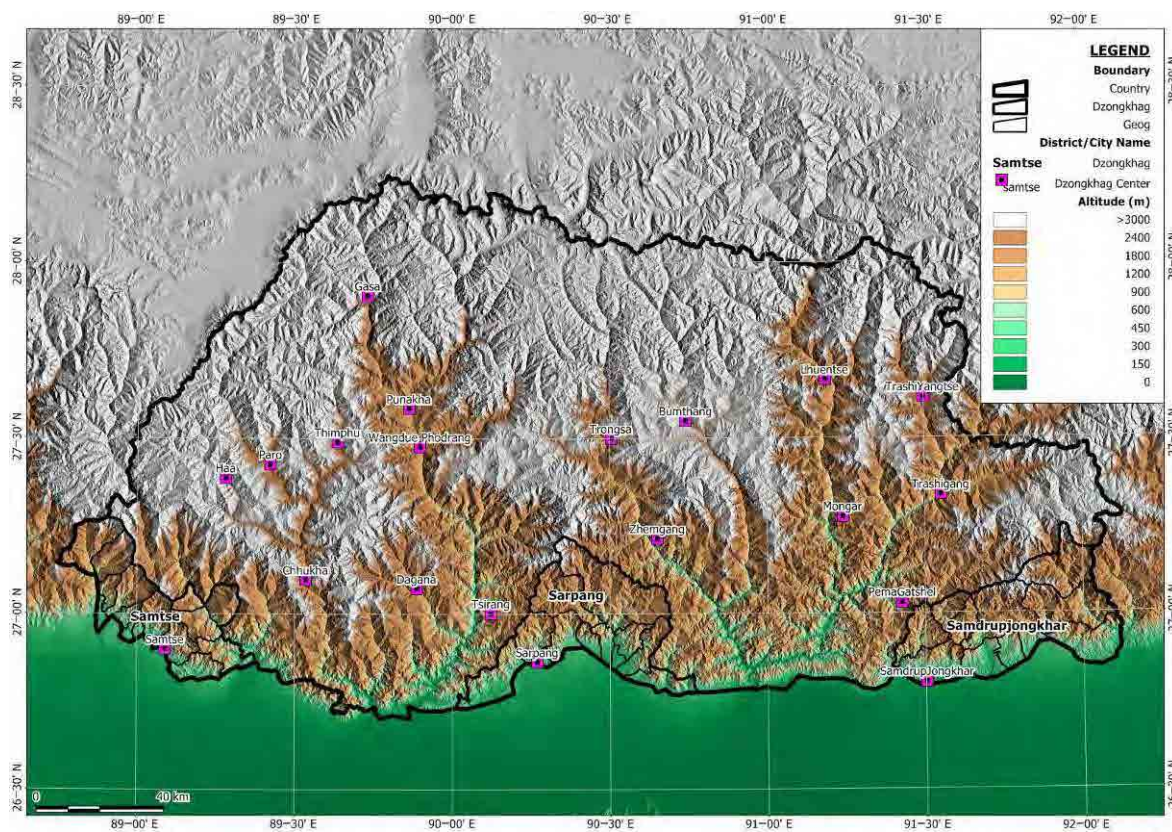 89°00' E 89°30' E 90°00' E 90°30' E 91°00' E 91°30' E 92°00' E
28°30' N
28°00' N
27°30' N
27°00' N
26°30' N
LEGEND
Boundary
Country
Dzongkhag
Geog
District/City Name
Samtse Dzongkhag
Samtse Dzongkhag Center
Altitude (m)
>3000
2400
1800
1200
900
600
450
300
150
0
28°00' N
27°00' N
Gasa
Lhuentse
TrashiYangtse
Punakha
Bumthang
Thimphu
Wangdue Phodrang
Trongsa
Paro
Haa
Trashigang
Mongar
Zhemgang
Chhukha
Dagana
Sarpang
PemaGatshel
Tsirang
Samtse
Samdrupjongkhar
Samtse
Sarpang
SamdrupJongkhar
0 40 km
89°00' E 89°30' E 90°00' E 90°30' E 91°00' E 91°30' E 92°00' E